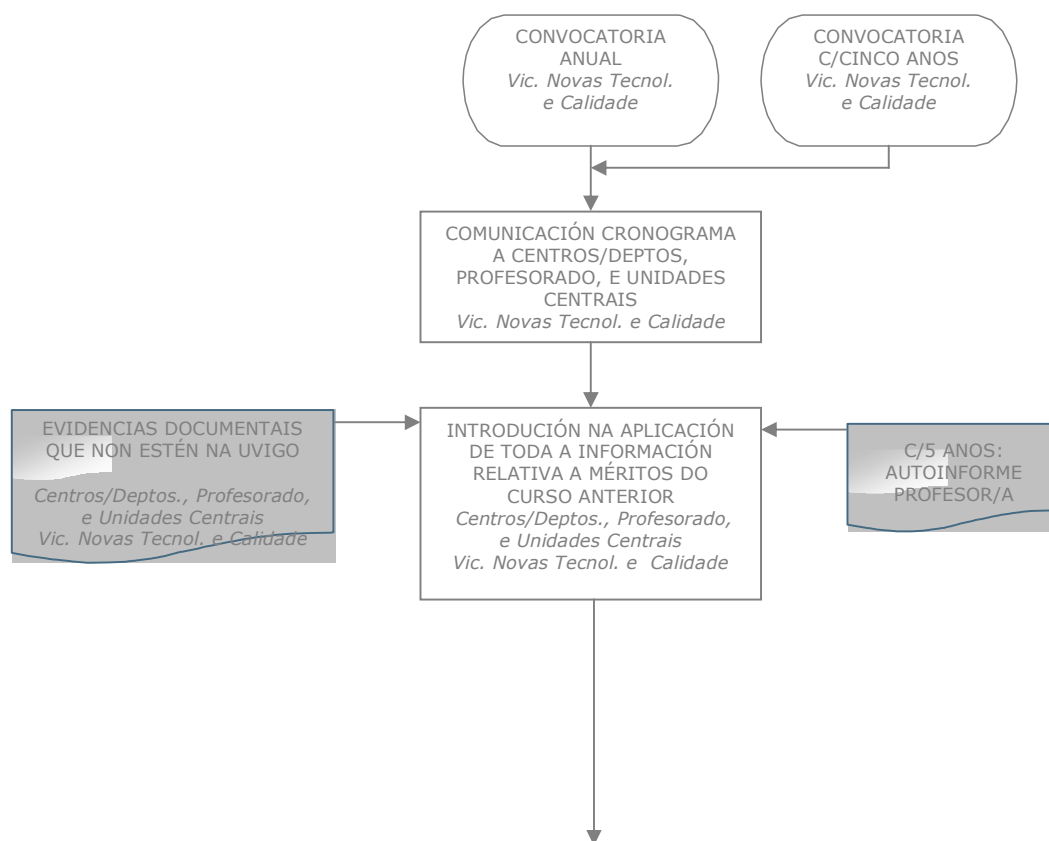 CONVOCATORIA
ANUAL
Vic. Novas Tecnol.
e Calidade
CONVOCATORIA
C/CINCO ANOS
Vic. Novas Tecnol.
e Calidade
COMUNICACIÓN CRONOGRAMA
A CENTROS/DEPTOS,
PROFESORADO, E UNIDADES
CENTRAIS
Vic. Novas Tecnol. e Calidade
EVIDENCIAS DOCUMENTAIS
QUE NON ESTÉN NA UVIGO
Centros/Deptos., Profesorado,
e Unidades Centrais
Vic. Novas Tecnol. e Calidade
INTRODUCIÓN NA APLICACIÓN
DE TODA A INFORMACIÓN
RELATIVA A MÉRITOS DO
CURSO ANTERIOR
Centros/Deptos., Profesorado,
e Unidades Centrais
Vic. Novas Tecnol. e Calidade
C/5 ANOS:
AUTOINFORME
PROFESOR/A